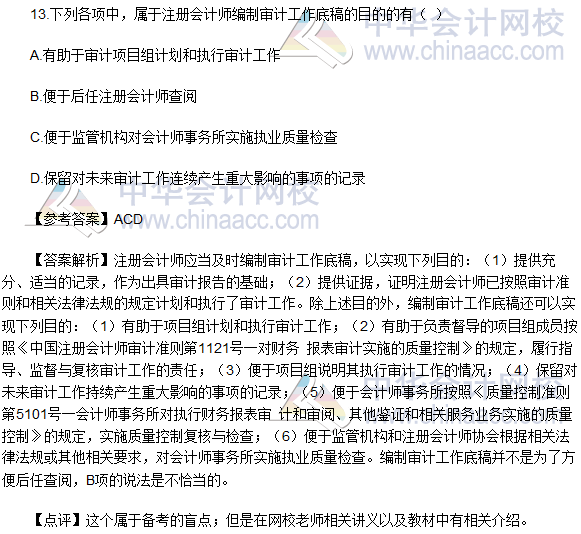 13.下列各项中，属于注册会计师编制审计工作底稿的目的的有（ ）
中华会计网校
www.chinaacc.com
A.有助于审计项目组计划和执行审计工作
B.便于后任注册会计师查阅
C.便于监管机构对会计师事务所实施执业质量检查
D.保留对未来审计工作连续产生重大影响的事项的记录
中华会计网校
www.chinaacc.com
【参考答案】ACD
【答案解析】注册会计师应当及时编制审计工作底稿，以实现下列目的：（1）提供充
分、适当的记录，作为出具审计报告的基础；（2）提供证据，证明注册会计师已按照审计准
则和相关法律法规的规定计划和执行了审计工作。除上述目的外，编制审计工作底稿还可以实
现下列目的：（1）有助于项目组计划和执行审计工作；（2）有助于负责督导的项目组成员按
照《中国注册会计师审计准则第1121号—对财务 报表审计实施的质量控制》的规定，履行指
导、监督与复核审计工作的责任；（3）便于项目组说明其执行审计工作的情况；（4）保留对
未来审计工作持续产生重大影响的事项的记录；（5）便于会计师事务所按照《质量控制准则
第5101号—会计师事务所对执行财务报表审 计和审阅、其他鉴证和相关服务业务实施的质量
控制》的规定，实施质量控制复核与检查；（6）便于监管机构和注册会计师协会根据相关法
律法规或其他相关要求，对会计师事务所实施执业质量检查。编制审计工作底稿并不是为了方
便后任查阅，B项的说法是不恰当的。
中华会计网校
www.chinaacc.com
【点评】这个属于备考的盲点；但是在网校老师相关讲义以及教材中有相关介绍。